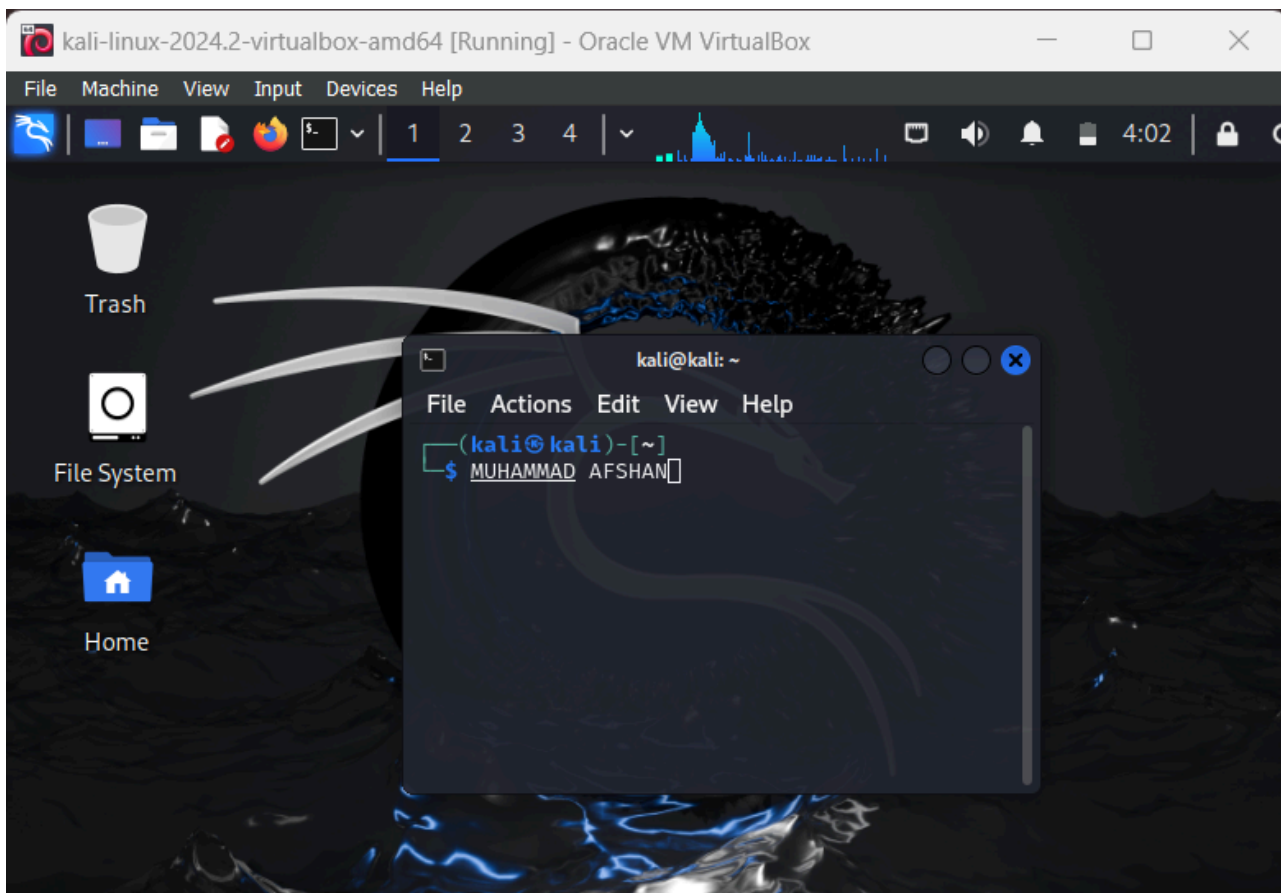 kali-linux-2024.2-virtualbox-amd64 [Running] - Oracle VM VirtualBox
File Machine View Input Devices Help
1 2 3 4 4:02
Trash
kali@kali: ~
File Actions Edit View Help
┌──(kali㉿kali)-[~]
└─$ MUHAMMAD AFSHAN
File System
Home